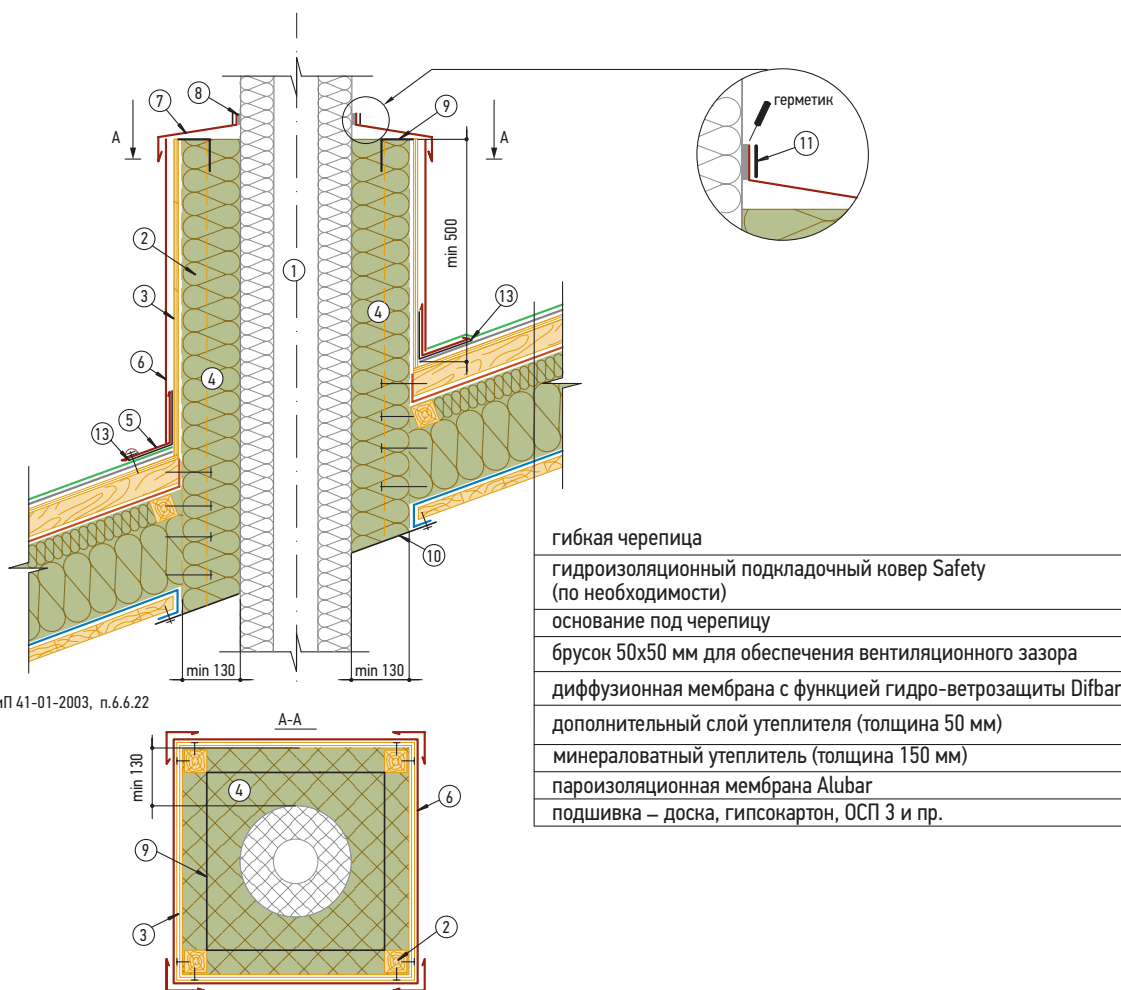 8
7
9
A
A
герметик
11
2
1
min 500
3
4
13
6
4
5
13
10
гибкая черепица
гидроизоляционный подкладочный ковер Safety
(по необходимости)
основание под черепицу
брусок 50х50 мм для обеспечения вентиляционного зазора
диффузионная мембрана с функцией гидро-ветрозащиты Difbar
дополнительный слой утеплителя (толщина 50 мм)
минераловатный утеплитель (толщина 150 мм)
пароизоляционная мембрана Alubar
подшивка – доска, гипсокартон, ОСП 3 и пр.
min 130
min 130
иП 41-01-2003, п.6.6.22
А-А
min 130
4
6
9
3
2